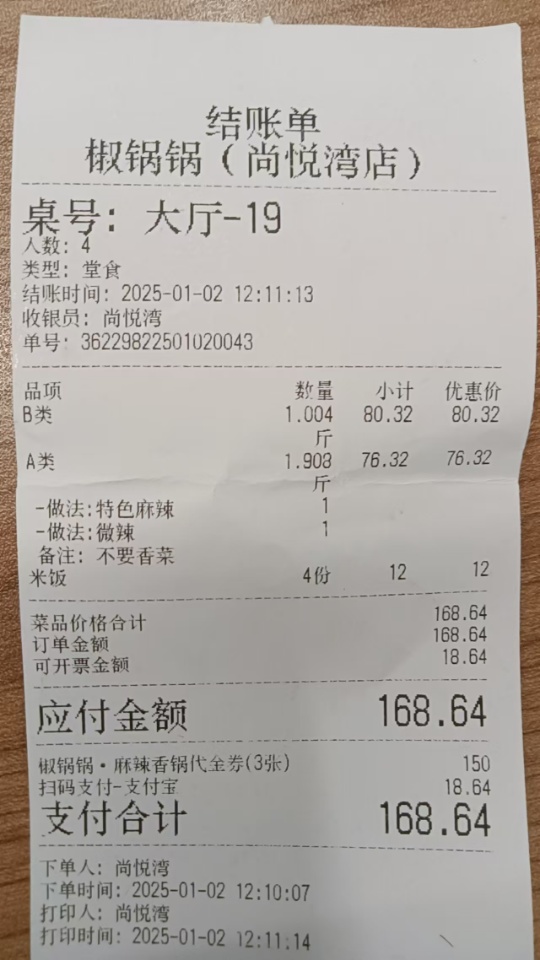 结账单
椒锅锅（尚悦湾店）
桌号: 大厅-19
人数: 4
类型: 堂食
结账时间: 2025-01-02 12:11:13
收银员: 尚悦湾
单号: 36229822501020043
品项 数量 小计 优惠价
B类 1.004 80.32 80.32
斤
A类 1.908 76.32 76.32
斤
-做法:特色麻辣 1
-做法:微辣 1
备注: 不要香菜
米饭 4份 12 12
菜品价格合计 168.64
订单金额 168.64
可开票金额 18.64
应付金额 168.64
椒锅锅·麻辣香锅代金券(3张) 150
扫码支付-支付宝 18.64
支付合计 168.64
下单人: 尚悦湾
下单时间: 2025-01-02 12:10:07
打印人: 尚悦湾
打印时间: 2025-01-02 12:11:14